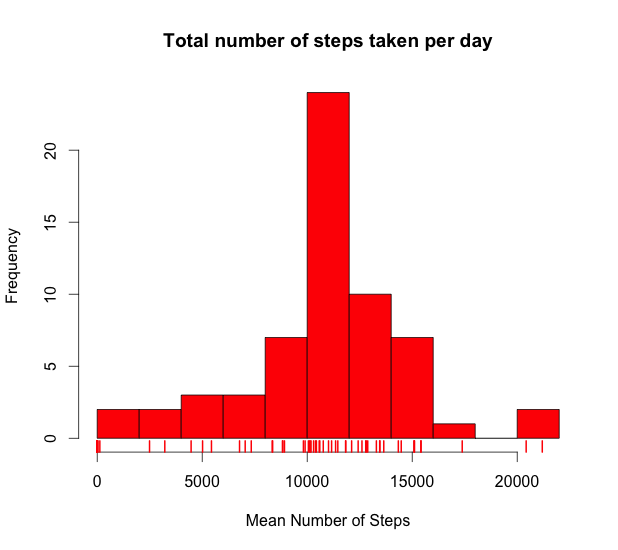 Total number of steps taken per day
Frequency
20
15
10
5
0
0 5000 10000 15000 20000
Mean Number of Steps